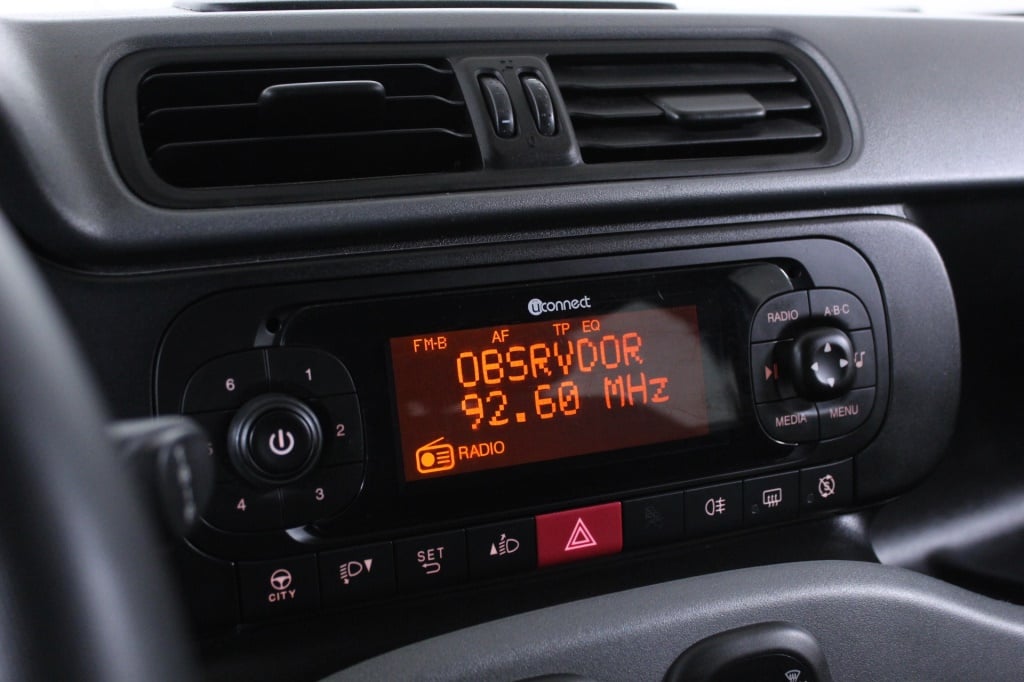 uconnect
FM-B AF TP EQ
OBSRVDOR
92.60 MHz
RADIO
6 1
2
4 3
RADIO A·B·C
MEDIA MENU
CITY
SET